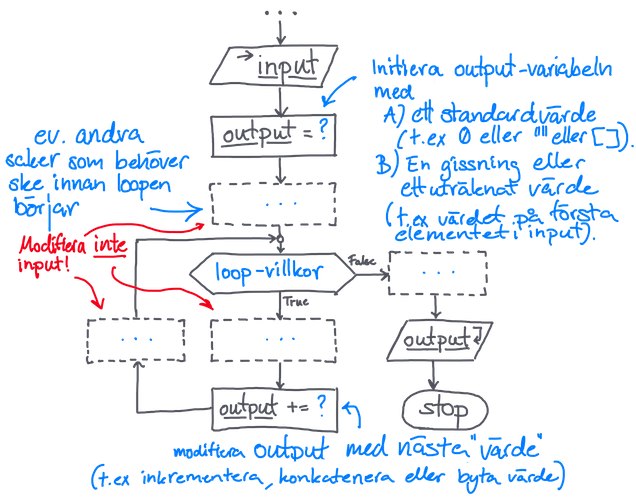 ...
→ input
output = ?
Initiera output-variabeln
med
A) ett standardvärde
(t.ex 0 eller "" eller []).
B) En gissning eller
ett uträknat värde
(t.ex värdet på första
elementet i input).
ev. andra
saker som behöver
ske innan loopen
börjar
...
Modifiera inte
input!
loop-villkor
False
True
...
...
...
output ↵
output += ?
stop
modifiera output med nästa "värde"
(t.ex inkrementera, konkatenera eller byta värde)